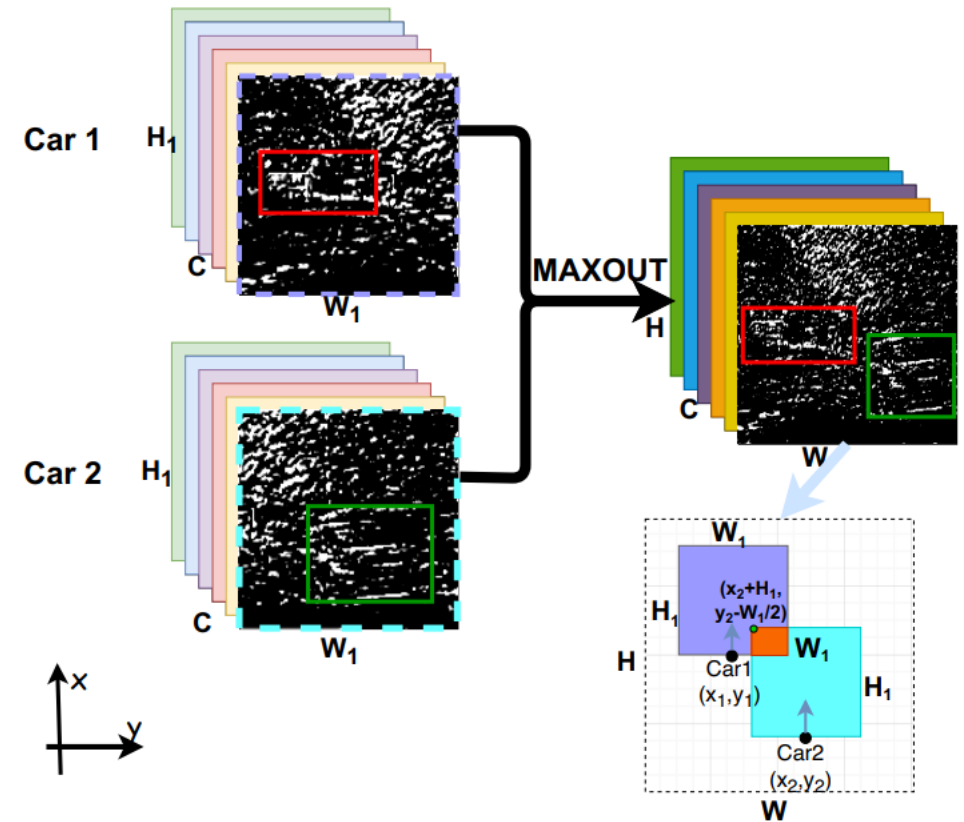 Car 1
H₁
C
W₁
MAXOUT
H
C
W
Car 2
H₁
C
W₁
x
y
W₁
(x₂+H₁,
y₂-W₁/2)
H₁
W₁
H
Car1
(x₁,y₁)
H₁
Car2
(x₂,y₂)
W